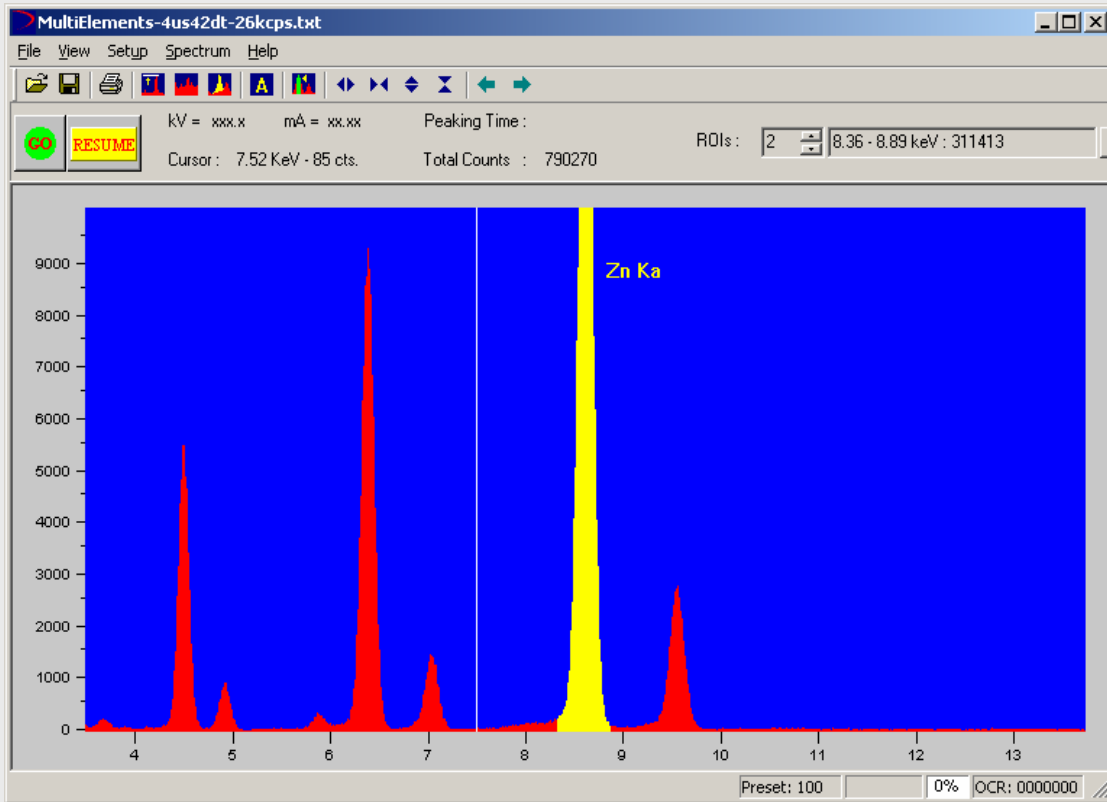 MultiElements-4us42dt-26kcps.txt
File View Setup Spectrum Help
A
GO RESUME
kV = xxx.x mA = xx.xx Peaking Time :
Cursor : 7.52 KeV - 85 cts. Total Counts : 790270
ROIs : 2 8.36 - 8.89 keV : 311413
Zn Ka
9000
8000
7000
6000
5000
4000
3000
2000
1000
0
4 5 6 7 8 9 10 11 12 13
Preset: 100 0% OCR: 0000000